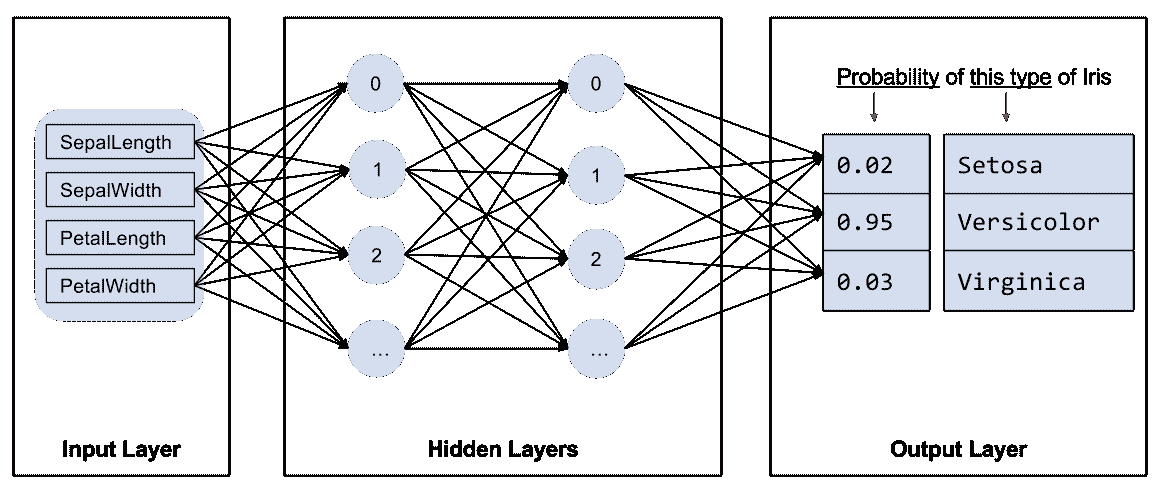 Probability of this type of Iris
SepalLength
SepalWidth
PetalLength
PetalWidth
0
1
2
...
0
1
2
...
0.02 Setosa
0.95 Versicolor
0.03 Virginica
Input Layer
Hidden Layers
Output Layer